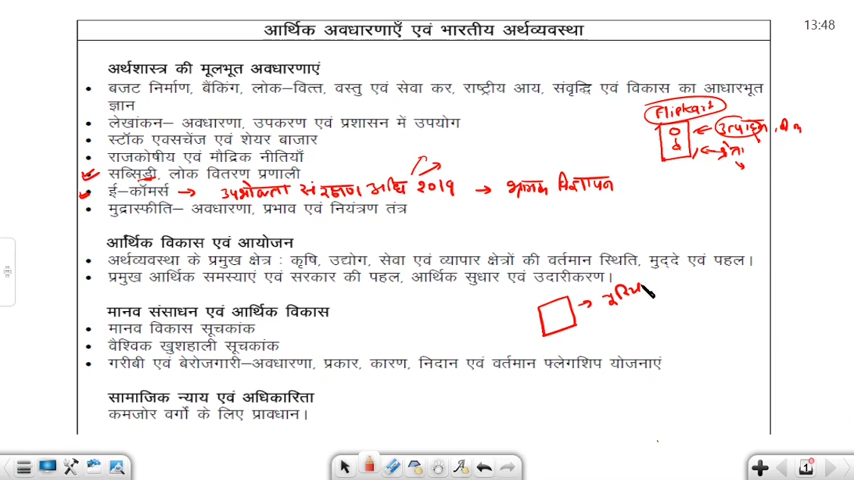 13:48
आर्थिक अवधारणाएँ एवं भारतीय अर्थव्यवस्था
अर्थशास्त्र की मूलभूत अवधारणाएं
• बजट निर्माण, बैंकिंग, लोक–वित्त, वस्तु एवं सेवा कर, राष्ट्रीय आय, संवृद्धि एवं विकास का आधारभूत
ज्ञान
Flipkart
• लेखांकन– अवधारणा, उपकरण एवं प्रशासन में उपयोग
उत्पादन
• स्टॉक एक्सचेंज एवं शेयर बाजार
• राजकोषीय एवं मौद्रिक नीतियाँ
• सब्सिडी, लोक वितरण प्रणाली
• ई–कॉमर्स → उपभोक्ता संरक्षण अधि 2019 → भ्रामक विज्ञापन
• मुद्रास्फीति– अवधारणा, प्रभाव एवं नियंत्रण तंत्र
आर्थिक विकास एवं आयोजन
• अर्थव्यवस्था के प्रमुख क्षेत्र : कृषि, उद्योग, सेवा एवं व्यापार क्षेत्रों की वर्तमान स्थिति, मुद्दे एवं पहल।
• प्रमुख आर्थिक समस्याएं एवं सरकार की पहल, आर्थिक सुधार एवं उदारीकरण।
मानव संसाधन एवं आर्थिक विकास
• मानव विकास सूचकांक
• वैश्विक खुशहाली सूचकांक
• गरीबी एवं बेरोजगारी–अवधारणा, प्रकार, कारण, निदान एवं वर्तमान फ्लेगशिप योजनाएं
सामाजिक न्याय एवं अधिकारिता
• कमजोर वर्गो के लिए प्रावधान।
1